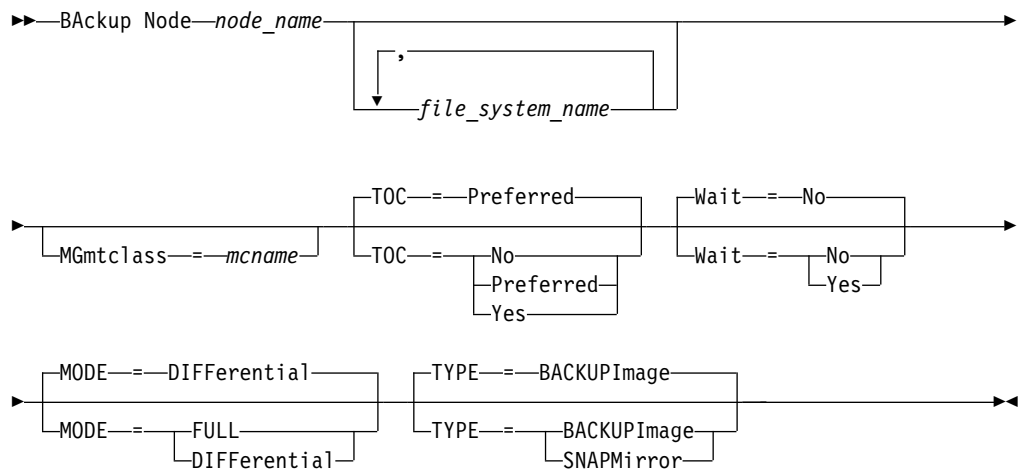 BAckup Node node_name
,
file_system_name
TOC = Preferred Wait = No
MGmtclass = mcname TOC = No Wait = No
Preferred Yes
Yes
MODE = DIFFerential TYPE = BACKUPImage
MODE = FULL TYPE = BACKUPImage
DIFFerential SNAPMirror